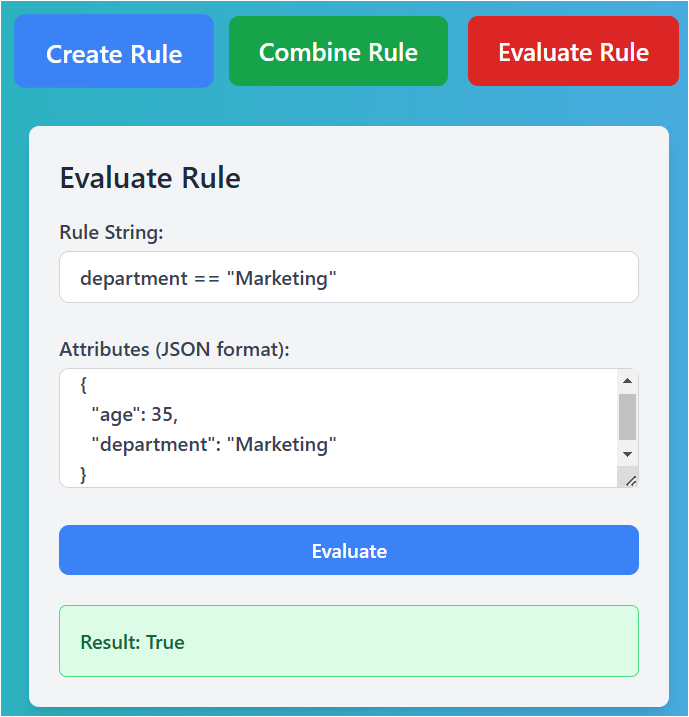 Create Rule Combine Rule Evaluate Rule
Evaluate Rule
Rule String:
department == "Marketing"
Attributes (JSON format):
{
"age": 35,
"department": "Marketing"
}
Evaluate
Result: True